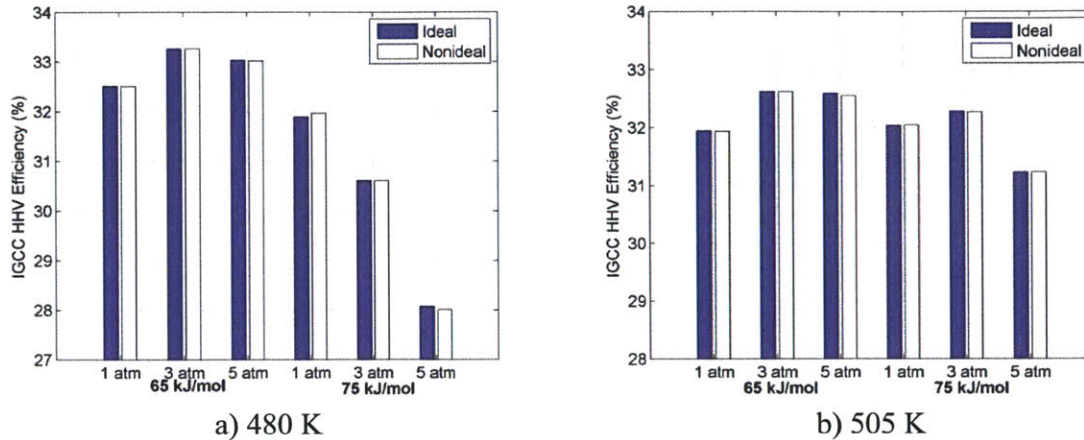 34
33
32
31
30
29
28
27
IGCC HHV Efficiency (%)
Ideal
Nonideal
1 atm 3 atm 5 atm 1 atm 3 atm 5 atm
65 kJ/mol 75 kJ/mol
a) 480 K
34
33
32
31
30
29
28
IGCC HHV Efficiency (%)
Ideal
Nonideal
1 atm 3 atm 5 atm 1 atm 3 atm 5 atm
65 kJ/mol 75 kJ/mol
b) 505 K